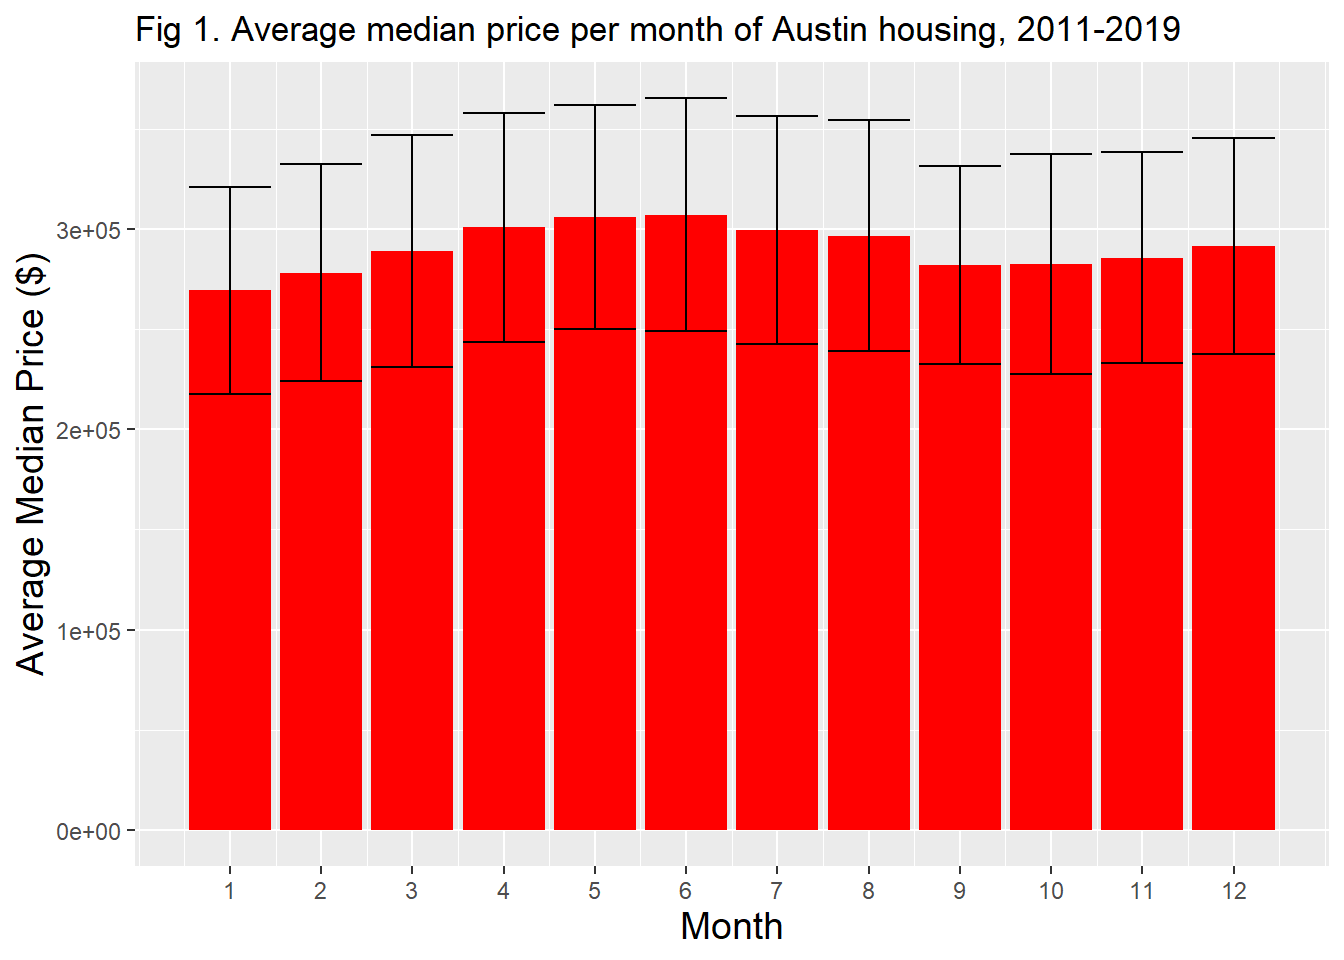 Fig 1. Average median price per month of Austin housing, 2011-2019
Average Median Price ($)
3e+05
2e+05
1e+05
0e+00
1 2 3 4 5 6 7 8 9 10 11 12
Month